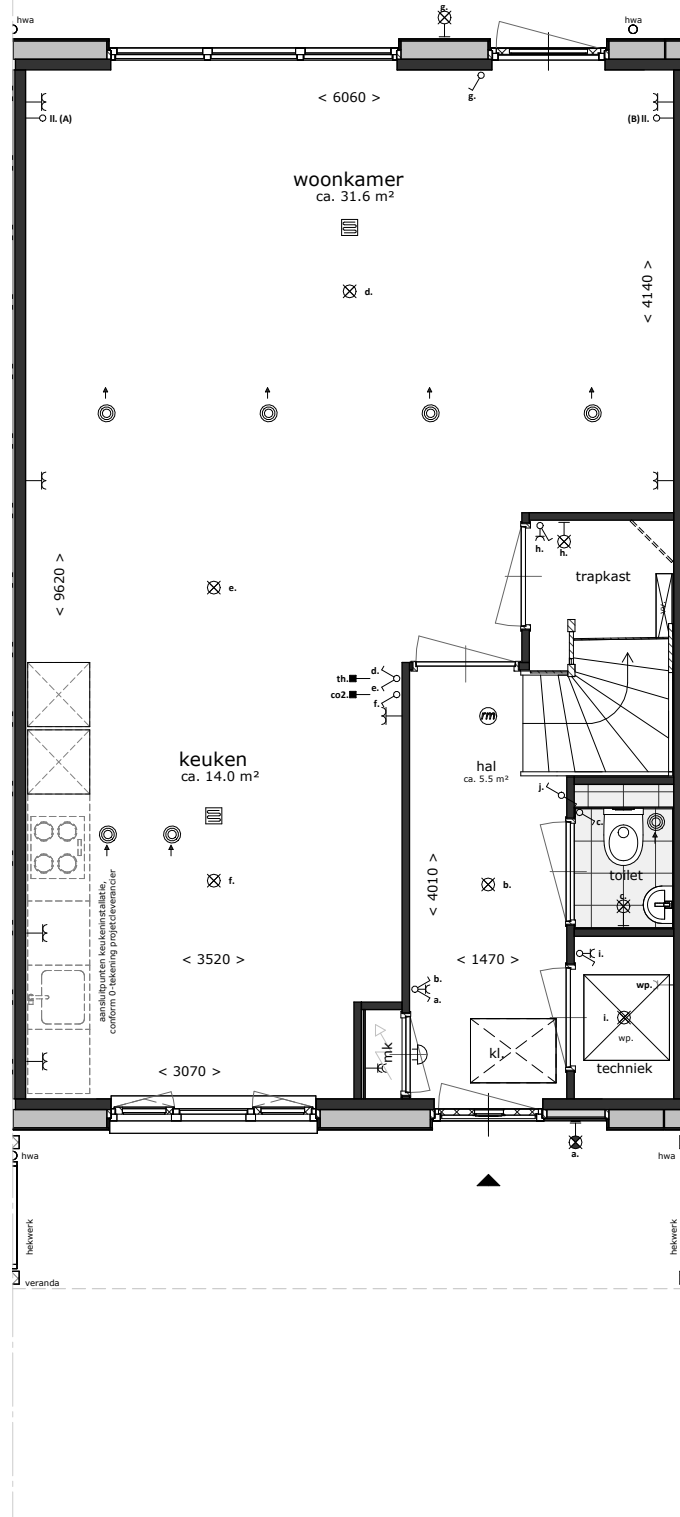 g.
hwa
hwa
< 6060 >
g.
II. (A)
(B) II.
woonkamer
ca. 31.6 m²
< 4140 >
d.
h.
h.
trapkast
< 9620 >
e.
d.
th.
e.
co2.
f.
rm
keuken
ca. 14.0 m²
hal
ca. 5.5 m²
j.
c.
toilet
f.
b.
c.
< 4010 >
aansluitpunten keukeninstallatie,
conform 0-tekening projectleverancier
< 3520 >
< 1470 >
i.
b.
a.
wp.
i.
wp.
mk
kl.
techniek
< 3070 >
a.
hwa
hwa
hekwerk
hekwerk
veranda